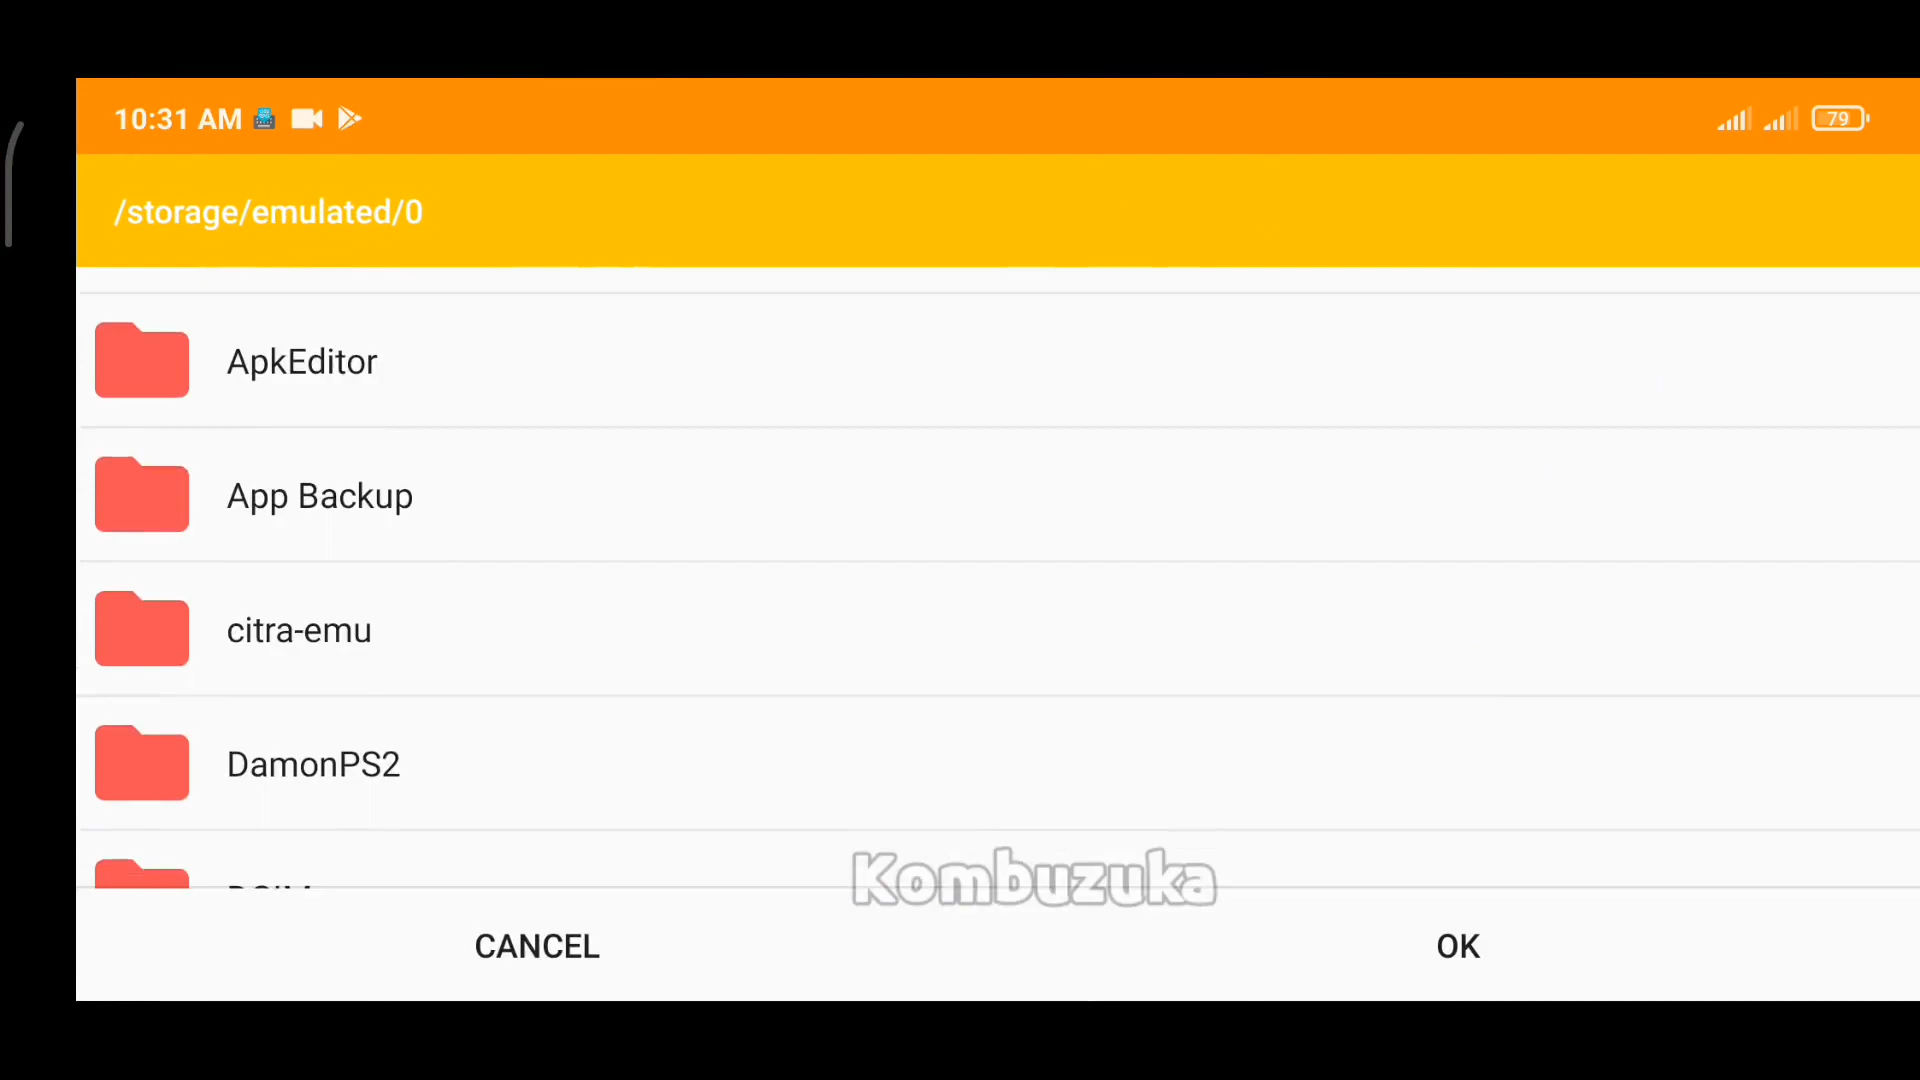 10:31 AM
79
/storage/emulated/0
ApkEditor
App Backup
citra-emu
DamonPS2
Kombuzuka
CANCEL
OK